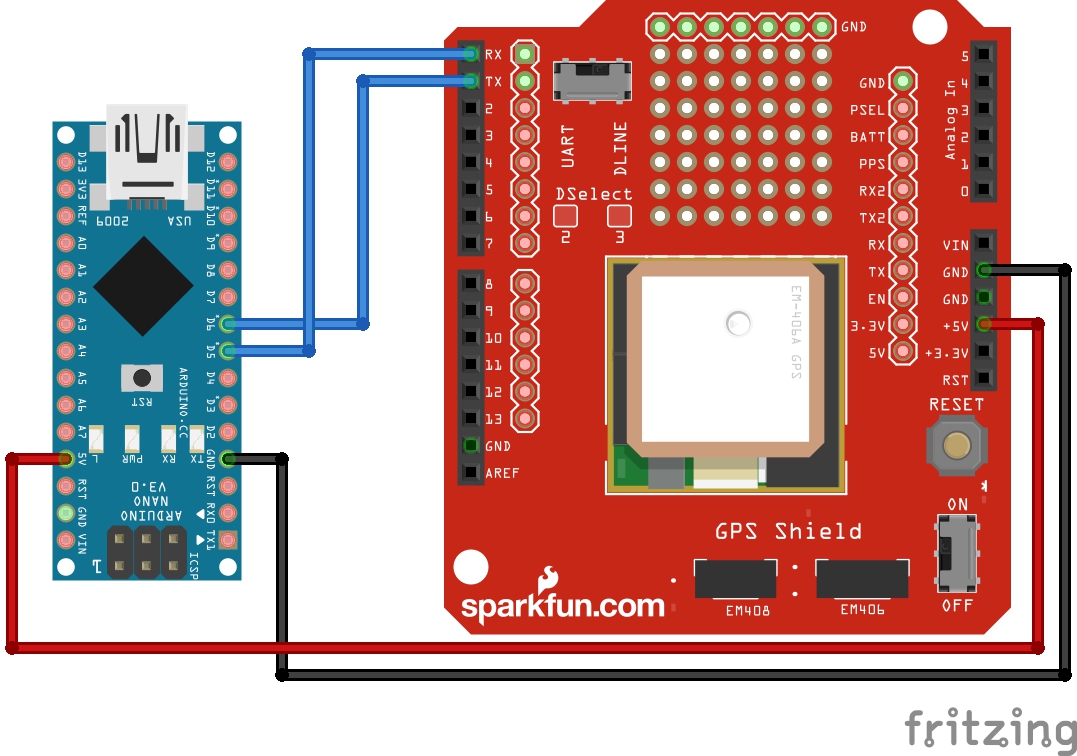 D13
3V3
REF
A0
A1
A2
A3
A4
A5
A6
A7
5V
RST
GND
VIN
D12
D11
D10
D9
D8
D7
D6
D5
D4
D3
D2
GND
RST
RX0
TX1
USA
2009
RST
ARDUINO.CC
TX
RX
PWR
L
ARDUINO
NANO
V3.0
1
ICSP
RX
TX
2
3
4
5
6
7
8
9
10
11
12
13
GND
AREF
UART
DLINE
DSelect
2
3
GND
GND
PSEL
BATT
PPS
RX2
TX2
RX
TX
EN
3.3V
5V
Analog In
5
4
3
2
1
0
VIN
GND
GND
+5V
+3.3V
RST
EM-406A GPS
RESET
*
ON
OFF
GPS Shield
EM408
EM406
sparkfun.com
fritzing